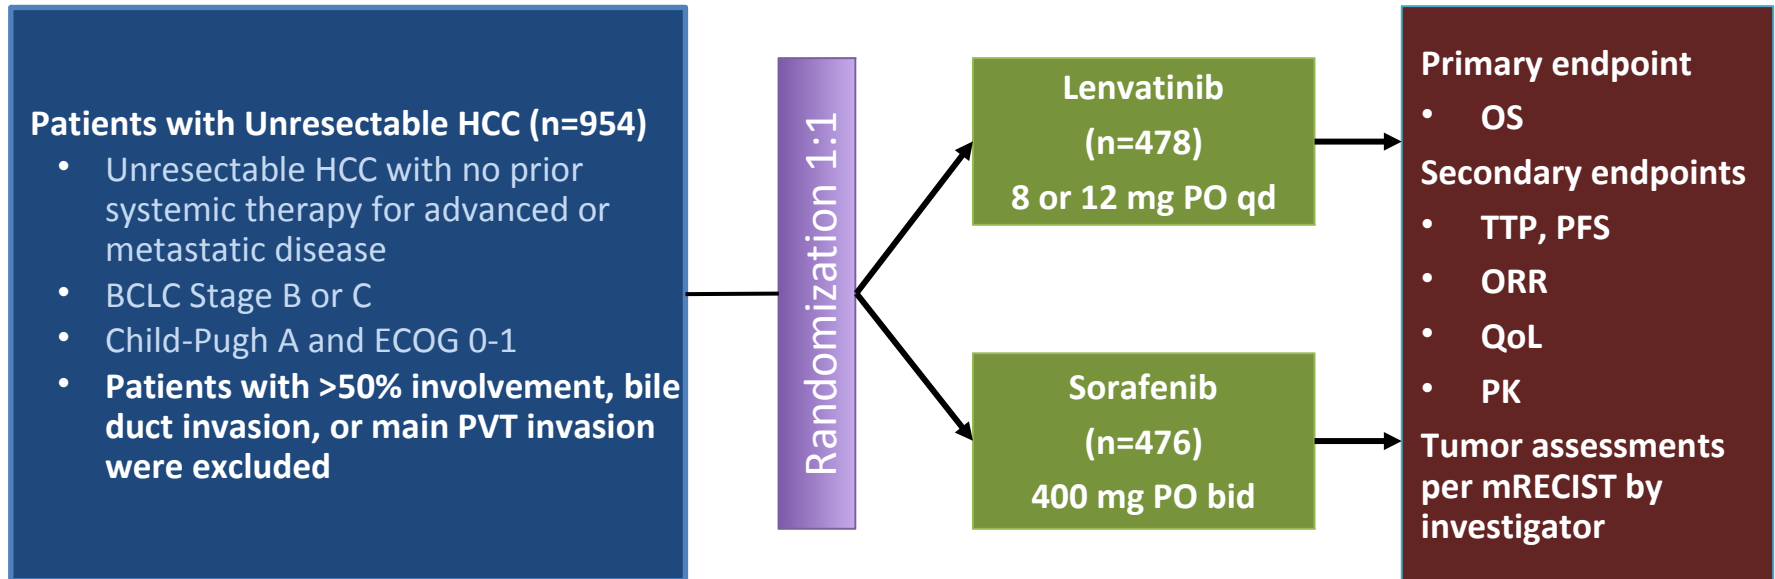 Patients with Unresectable HCC (n=954)
• Unresectable HCC with no prior
systemic therapy for advanced or
metastatic disease
• BCLC Stage B or C
• Child-Pugh A and ECOG 0-1
• Patients with >50% involvement, bile
duct invasion, or main PVT invasion
were excluded
Randomization 1:1
Lenvatinib
(n=478)
8 or 12 mg PO qd
Sorafenib
(n=476)
400 mg PO bid
Primary endpoint
• OS
Secondary endpoints
• TTP, PFS
• ORR
• QoL
• PK
Tumor assessments
per mRECIST by
investigator